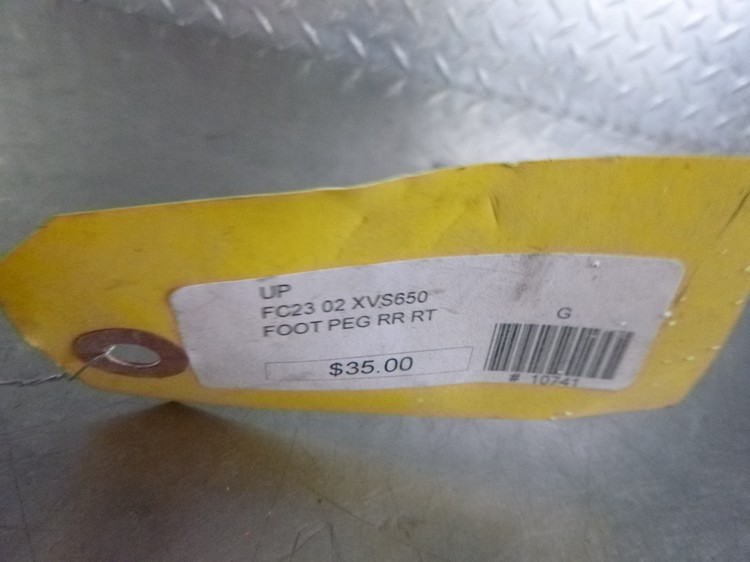 UP
FC23 02 XVS650
FOOT PEG RR RT
$35.00
G
# 10741